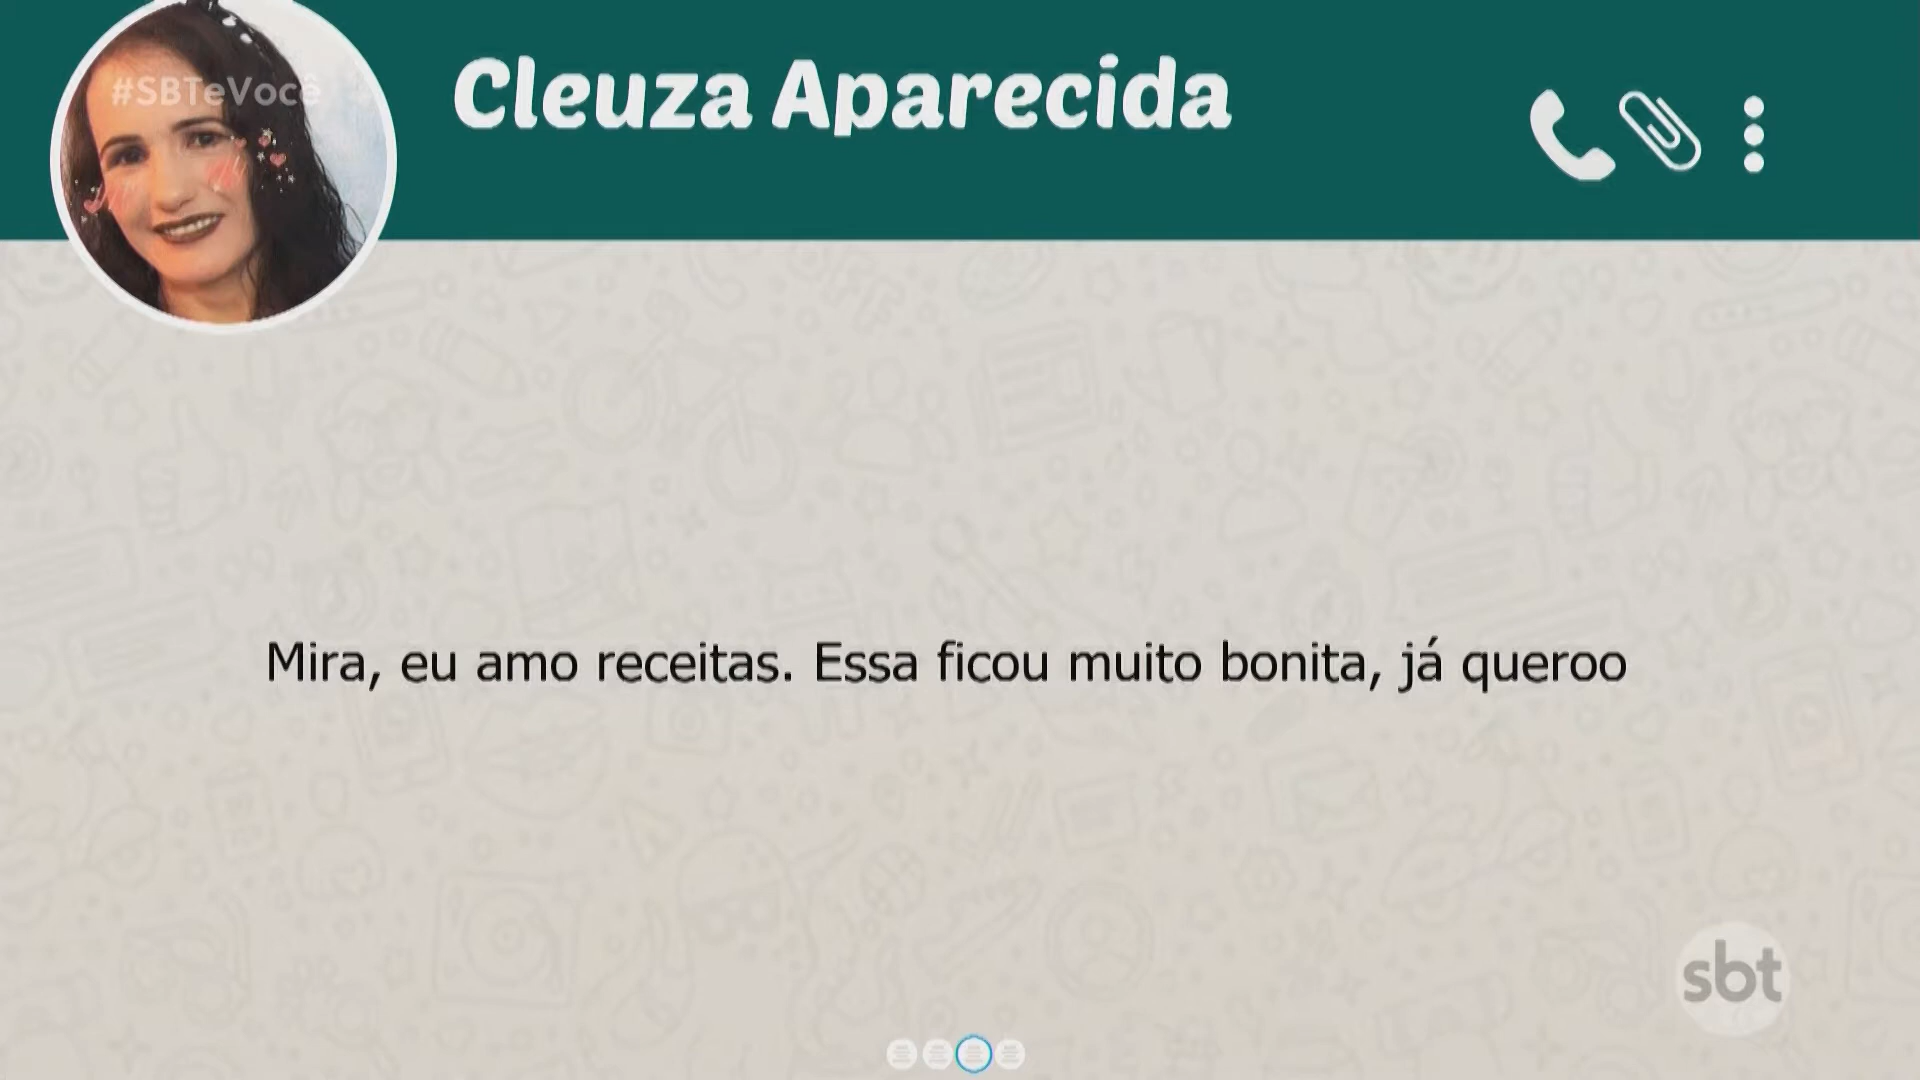 #SBTeVocê
Cleuza Aparecida
Mira, eu amo receitas. Essa ficou muito bonita, já queroo
sbt